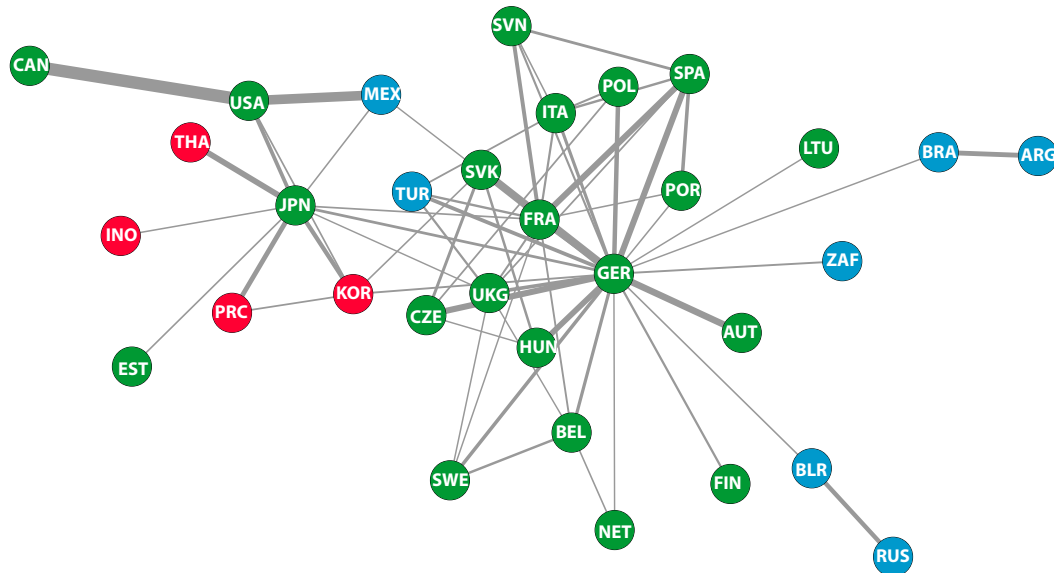 SVN
CAN
SPA
POL
MEX
USA
ITA
THA
LTU
BRA
ARG
SVK
TUR
POR
JPN
FRA
INO
ZAF
GER
KOR
UKG
PRC
CZE
AUT
HUN
EST
BEL
BLR
SWE
FIN
NET
RUS